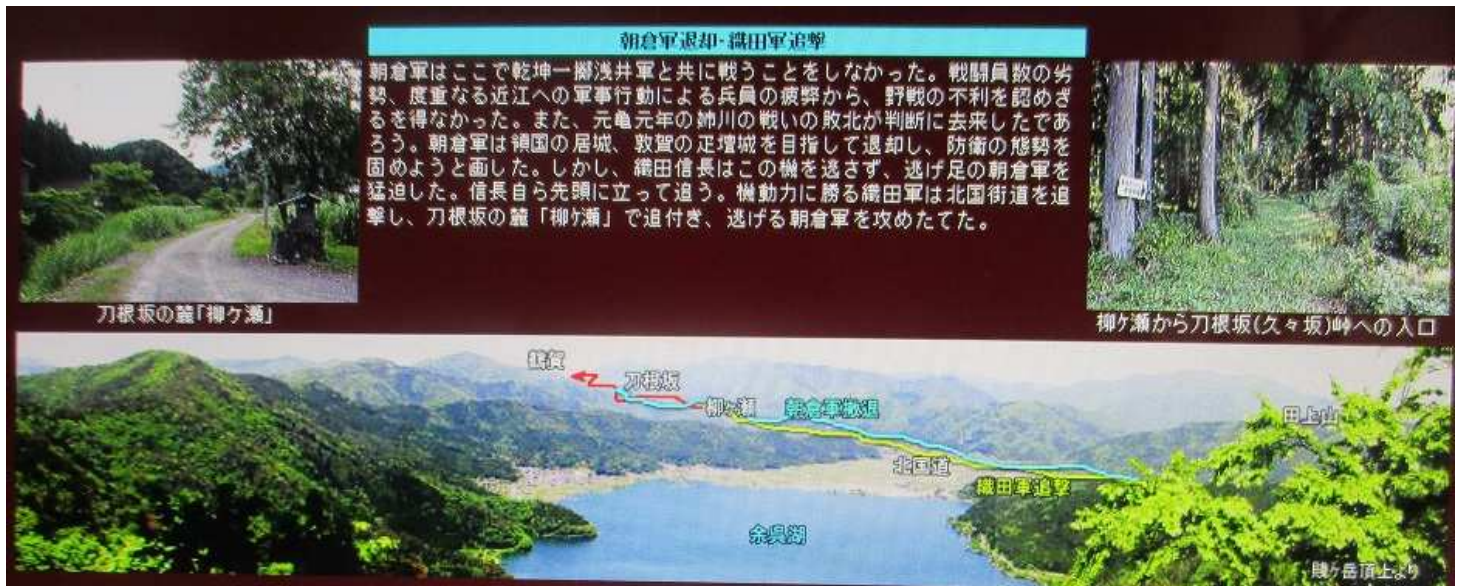 朝倉軍退却・織田軍追撃
朝倉軍はここで乾坤一擲浅井軍と共に戦うことをしなかった。戦闘員数の劣
勢、度重なる近江への軍事行動による兵員の疲弊から、野戦の不利を認めざ
るを得なかった。また、元亀元年の姉川の戦いの敗北が判断に去来したであ
ろう。朝倉軍は領国の居城、敦賀の疋壇城を目指して退却し、防衛の態勢を
固めようと画した。しかし、織田信長はこの機を逃さず、逃げ足の朝倉軍を
猛追した。信長自ら先頭に立って追う。機動力に勝る織田軍は北国街道を追
撃し、刀根坂の麓「柳ケ瀬」で追付き、逃げる朝倉軍を攻めたてた。
刀根坂の麓「柳ケ瀬」
柳ケ瀬から刀根坂(久々坂)峠への入口
鶴賀
刀根坂
柳ヶ瀬
朝倉軍撤退
田上山
北国道
織田軍追撃
余呉湖
賤ケ岳頂上より